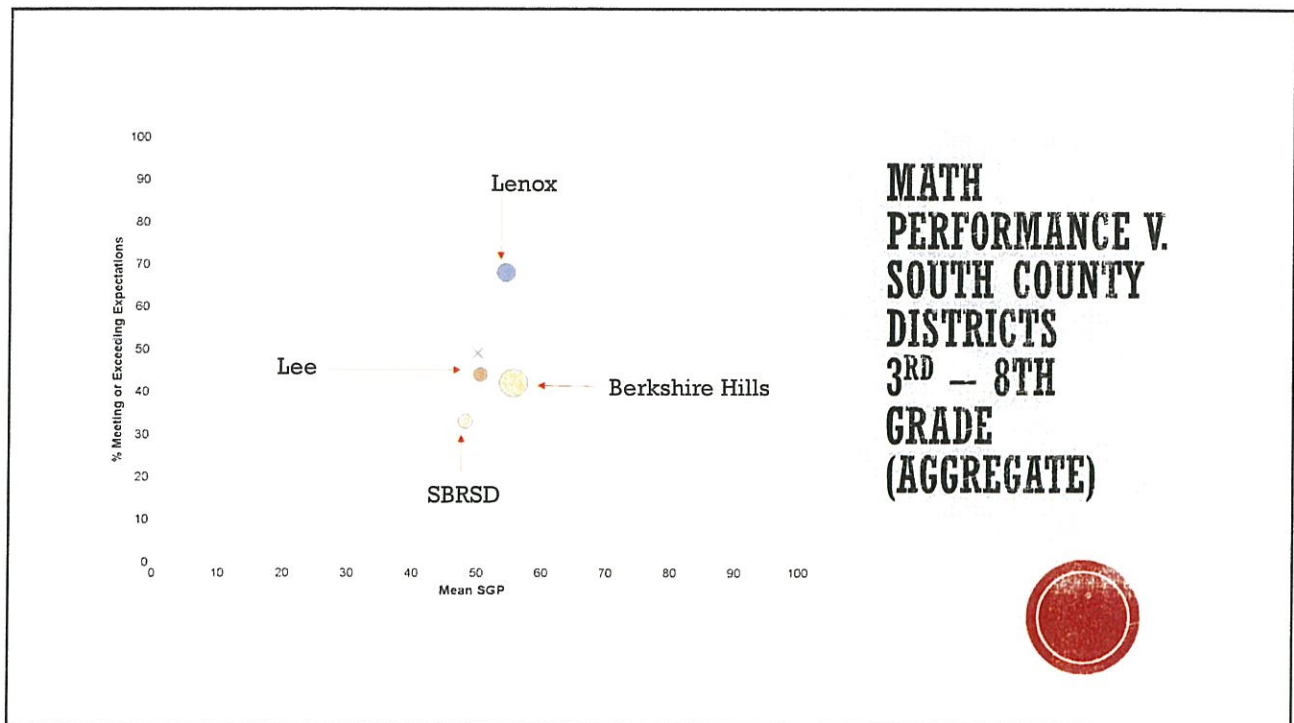 100
90
80
70
60
50
40
30
20
10
0
% Meeting or Exceeding Expectations
Lenox
Lee
Berkshire Hills
SBRSD
0 10 20 30 40 50 60 70 80 90 100
Mean SGP
MATH
PERFORMANCE V.
SOUTH COUNTY
DISTRICTS
3RD – 8TH
GRADE
(AGGREGATE)